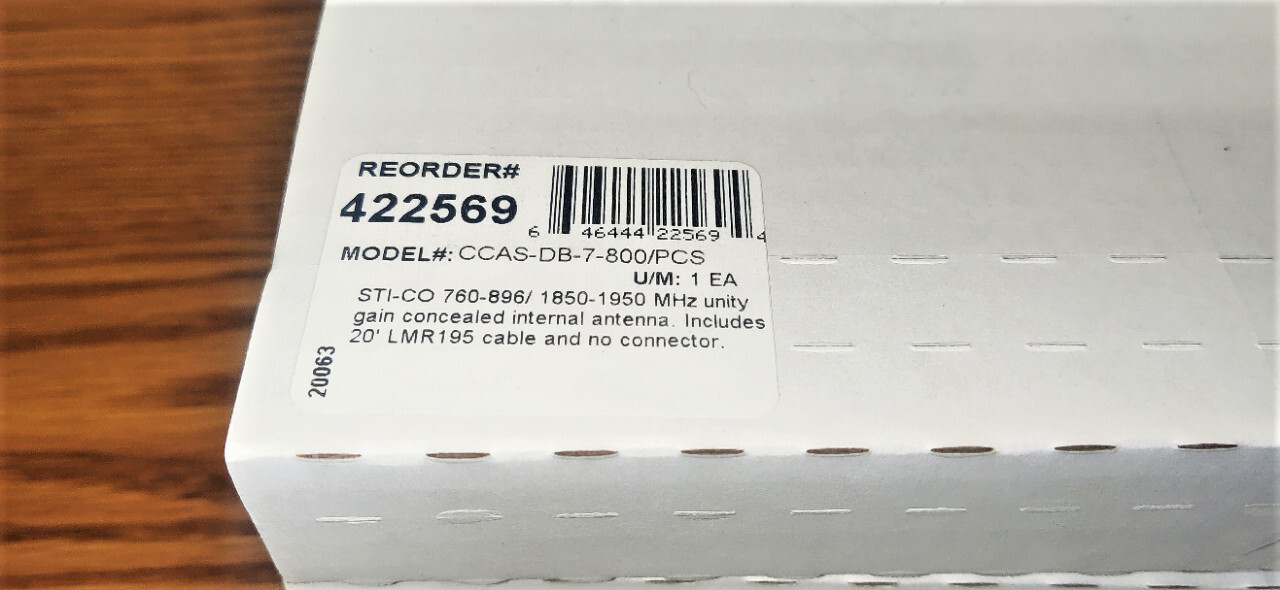 REORDER#
422569
6 46444 22569 4
MODEL#: CCAS-DB-7-800/PCS
U/M: 1 EA
STI-CO 760-896/ 1850-1950 MHz unity
gain concealed internal antenna. Includes
20' LMR195 cable and no connector.
20063